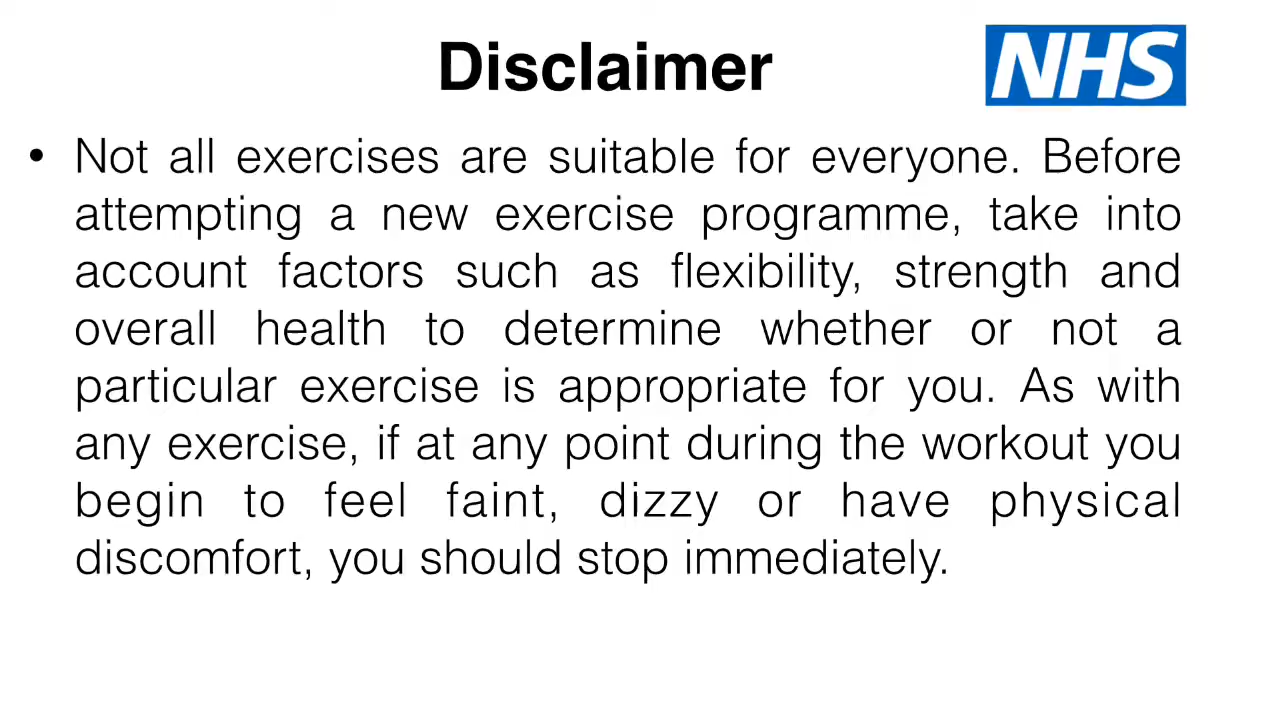 Disclaimer
NHS
• Not all exercises are suitable for everyone. Before
attempting a new exercise programme, take into
account factors such as flexibility, strength and
overall health to determine whether or not a
particular exercise is appropriate for you. As with
any exercise, if at any point during the workout you
begin to feel faint, dizzy or have physical
discomfort, you should stop immediately.